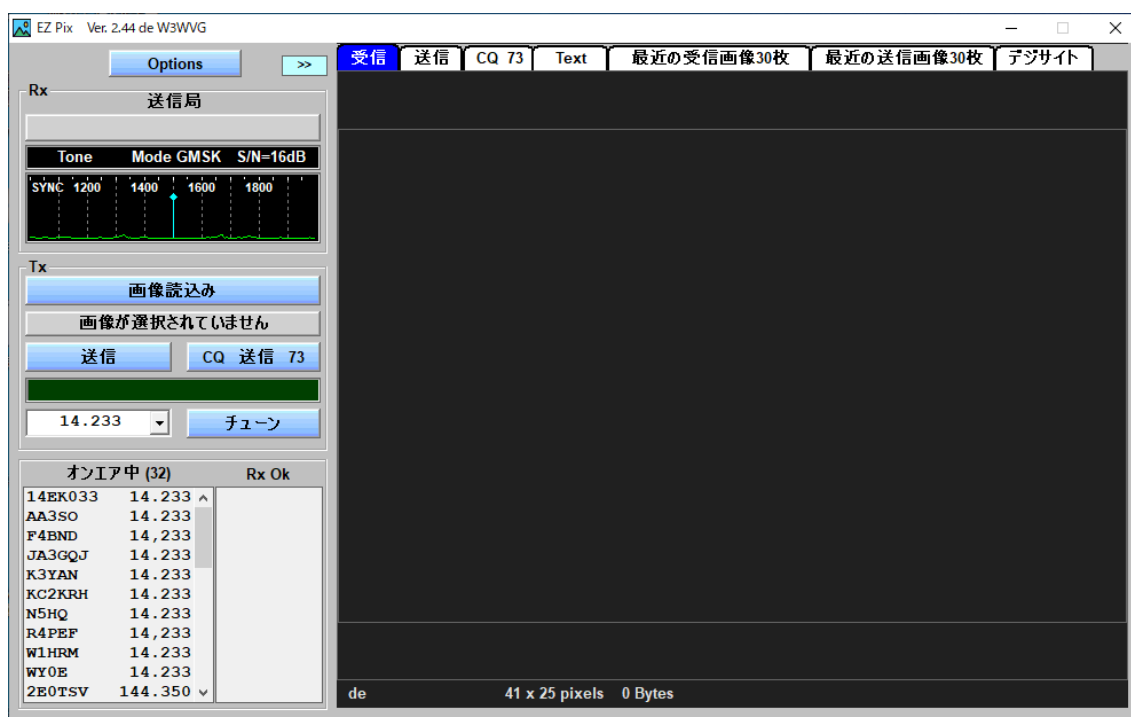 EZ Pix Ver. 2.44 de W3WVG
Options
>>
受信 送信 CQ 73 Text 最近の受信画像30枚 最近の送信画像30枚 デジサイト
Rx
送信局
Tone Mode GMSK S/N=16dB
SYNC 1200 1400 1600 1800
Tx
画像読込み
画像が選択されていません
送信 CQ 送信 73
14.233 チューン
オンエア中 (32) Rx Ok
14EK033 14.233
AA3SO 14.233
F4BND 14,233
JA3GQJ 14.233
K3YAN 14.233
KC2KRH 14.233
N5HQ 14.233
R4PEF 14,233
W1HRM 14.233
WY0E 14.233
2E0TSV 144.350
de 41 x 25 pixels 0 Bytes